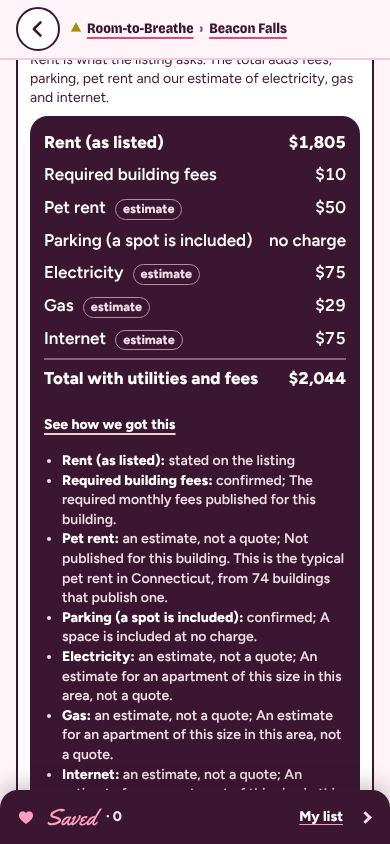 Room-to-Breathe › Beacon Falls
Rent is what the listing asks. The total adds fees,
parking, pet rent and our estimate of electricity, gas
and internet.
Rent (as listed) $1,805
Required building fees $10
Pet rent estimate $50
Parking (a spot is included) no charge
Electricity estimate $75
Gas estimate $29
Internet estimate $75
Total with utilities and fees $2,044
See how we got this
• Rent (as listed): stated on the listing
• Required building fees: confirmed; The
required monthly fees published for this
building.
• Pet rent: an estimate, not a quote; Not
published for this building. This is the typical
pet rent in Connecticut, from 74 buildings
that publish one.
• Parking (a spot is included): confirmed; A
space is included at no charge.
• Electricity: an estimate, not a quote; An
estimate for an apartment of this size in this
area, not a quote.
• Gas: an estimate, not a quote; An estimate
for an apartment of this size in this area, not
a quote.
• Internet: an estimate, not a quote; An
Saved · 0 My list